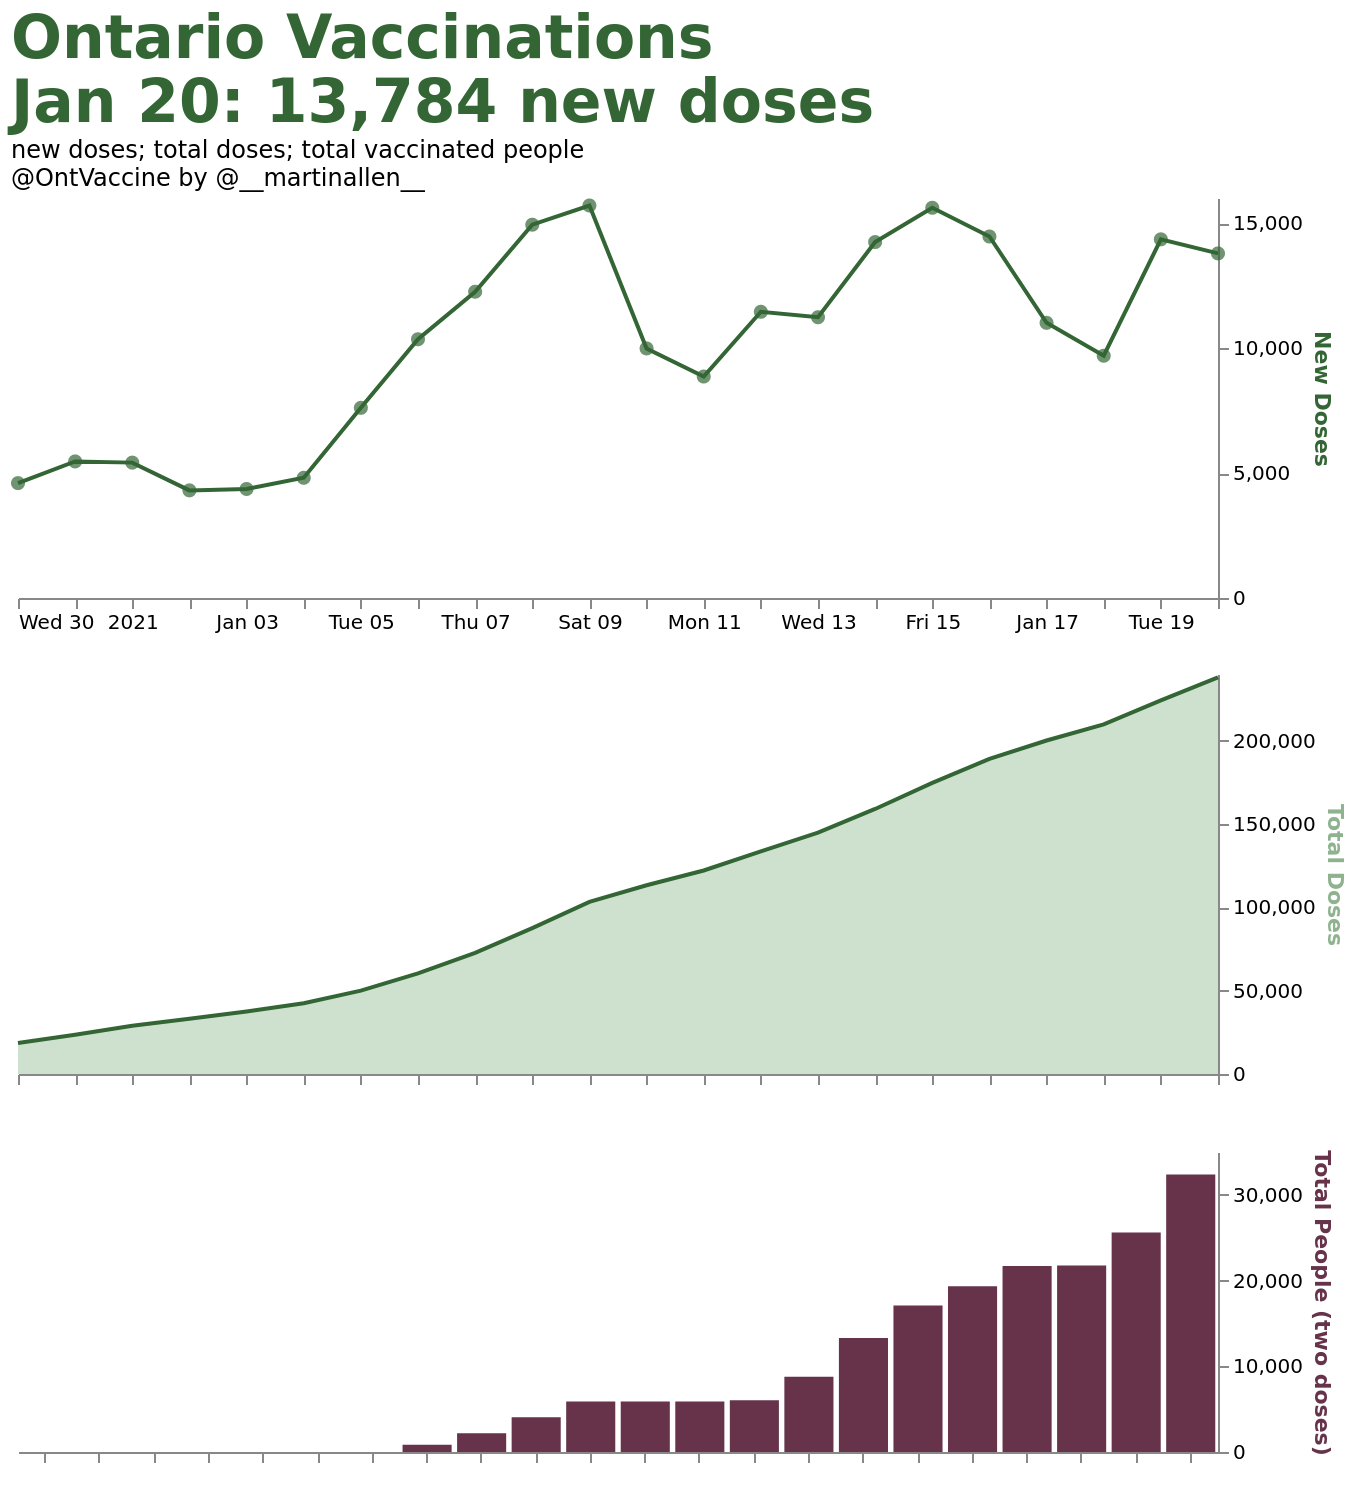 Ontario Vaccinations
Jan 20: 13,784 new doses
new doses; total doses; total vaccinated people
@OntVaccine by @__martinallen__
15,000
10,000
5,000
0
New Doses
Wed 30 2021 Jan 03 Tue 05 Thu 07 Sat 09 Mon 11 Wed 13 Fri 15 Jan 17 Tue 19
200,000
150,000
100,000
50,000
0
Total Doses
30,000
20,000
10,000
0
Total People (two doses)